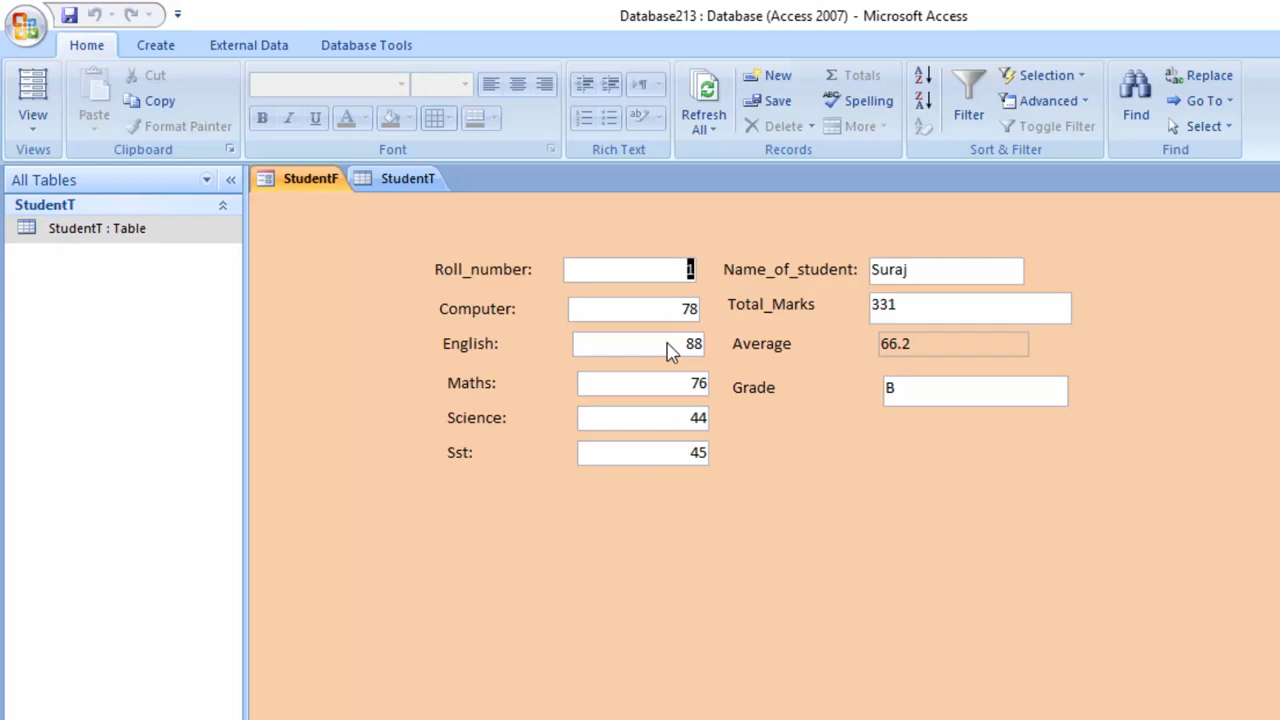 Database213 : Database (Access 2007) - Microsoft Access
Home Create External Data Database Tools
View
Views
Paste
Cut
Copy
Format Painter
Clipboard
B I U A
Font
Rich Text
Refresh All
New
Save
Delete
Totals
Spelling
More
Records
Filter
Selection
Advanced
Toggle Filter
Sort & Filter
Find
Replace
Go To
Select
Find
All Tables
StudentT
StudentT : Table
StudentF StudentT
Roll_number: 1 Name_of_student: Suraj
Computer: 78 Total_Marks 331
English: 88 Average 66.2
Maths: 76 Grade B
Science: 44
Sst: 45